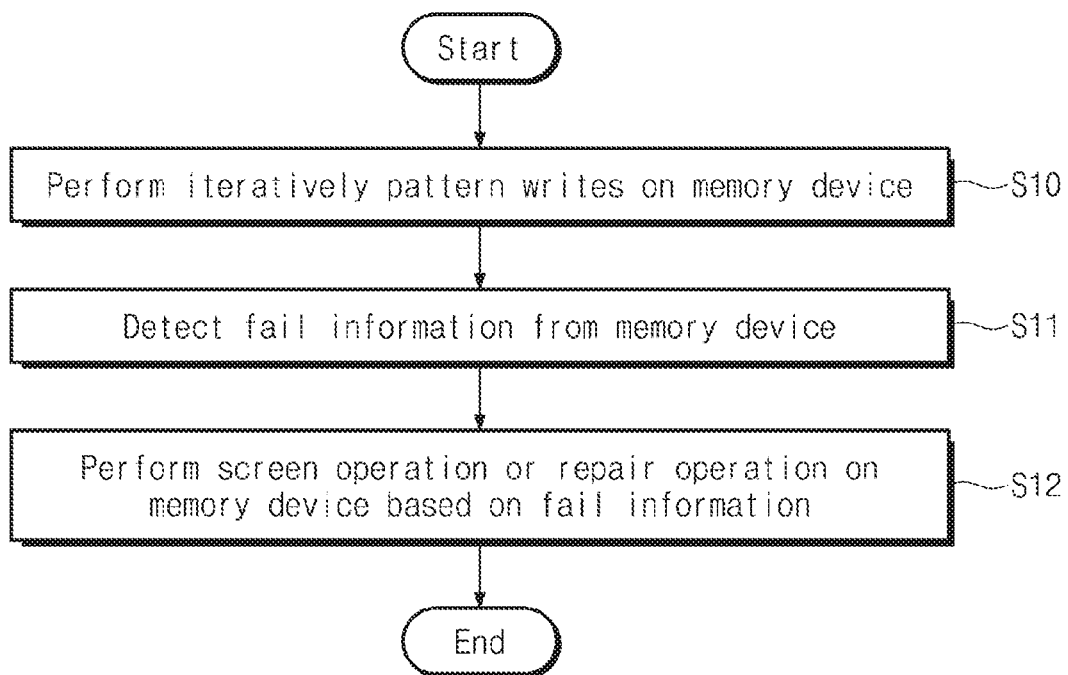 Start
Perform iteratively pattern writes on memory device
S10
Detect fail information from memory device
S11
Perform screen operation or repair operation on
memory device based on fail information
S12
End